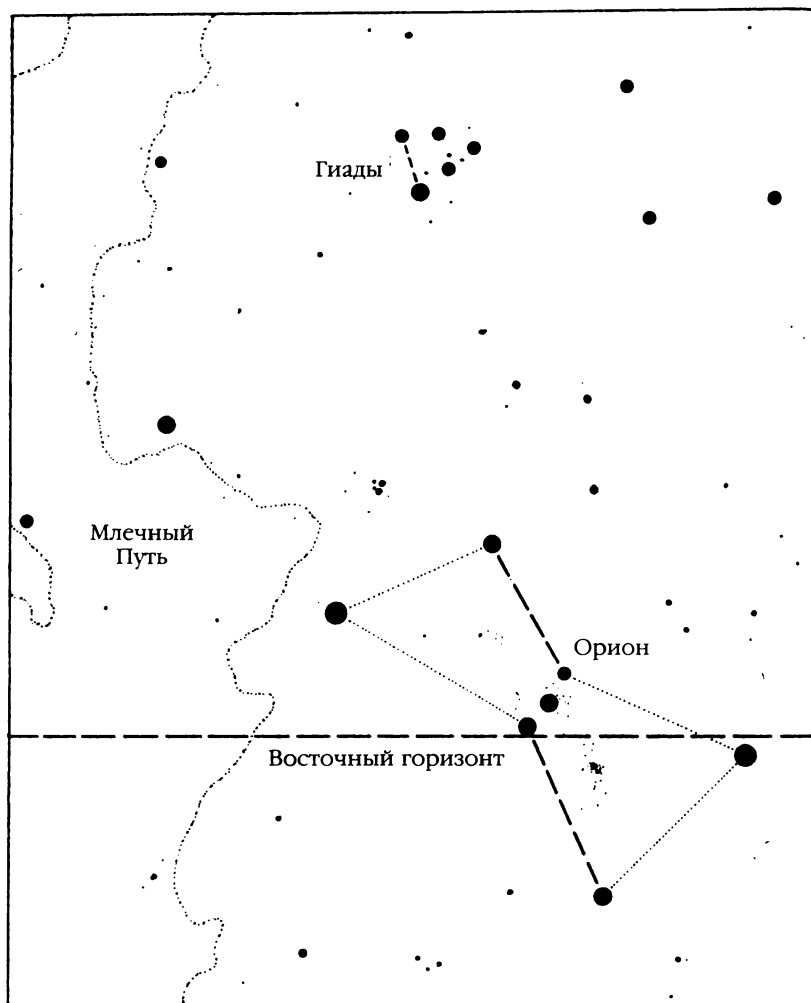 Гиады
Млечный
Путь
Орион
Восточный горизонт